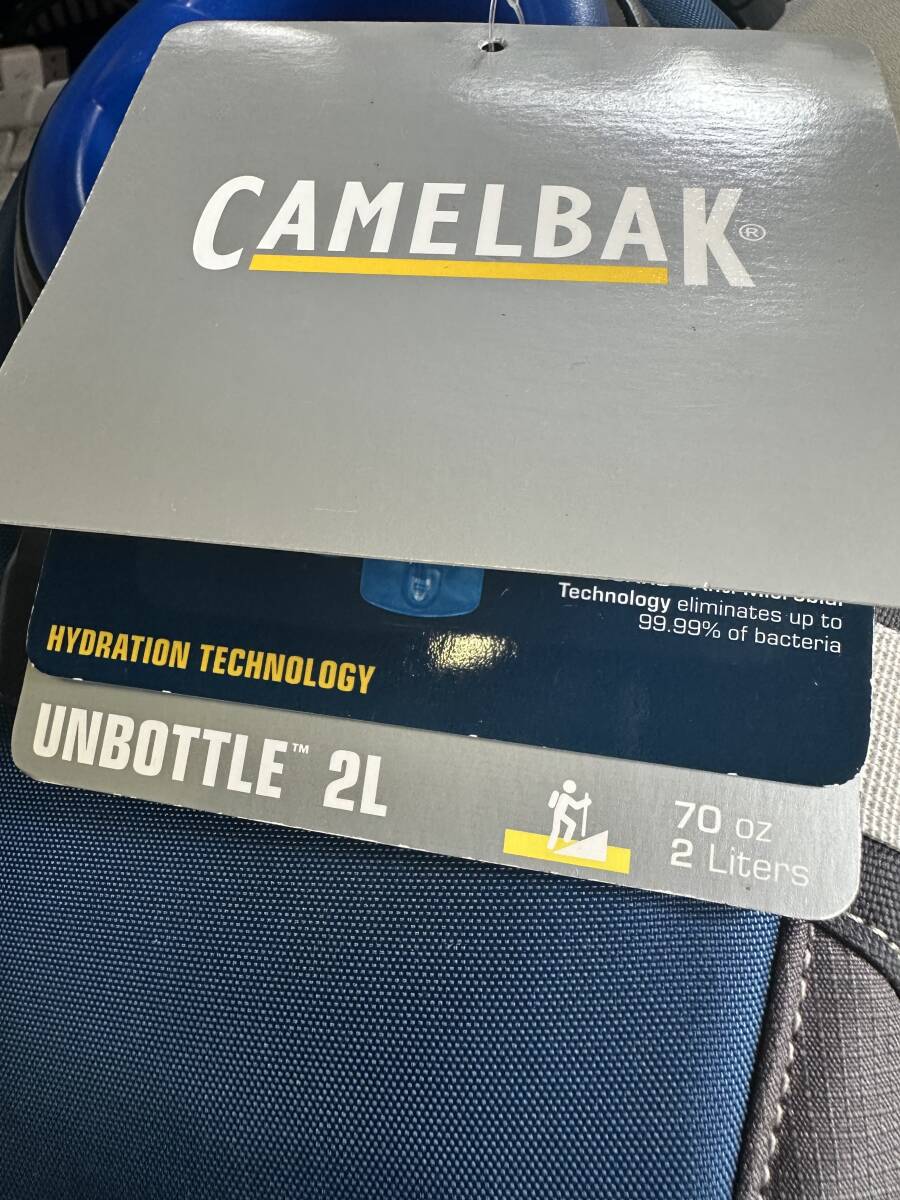 CAMELBAK®
Technology eliminates up to
99.99% of bacteria
HYDRATION TECHNOLOGY
UNBOTTLE™ 2L
70 oz
2 Liters